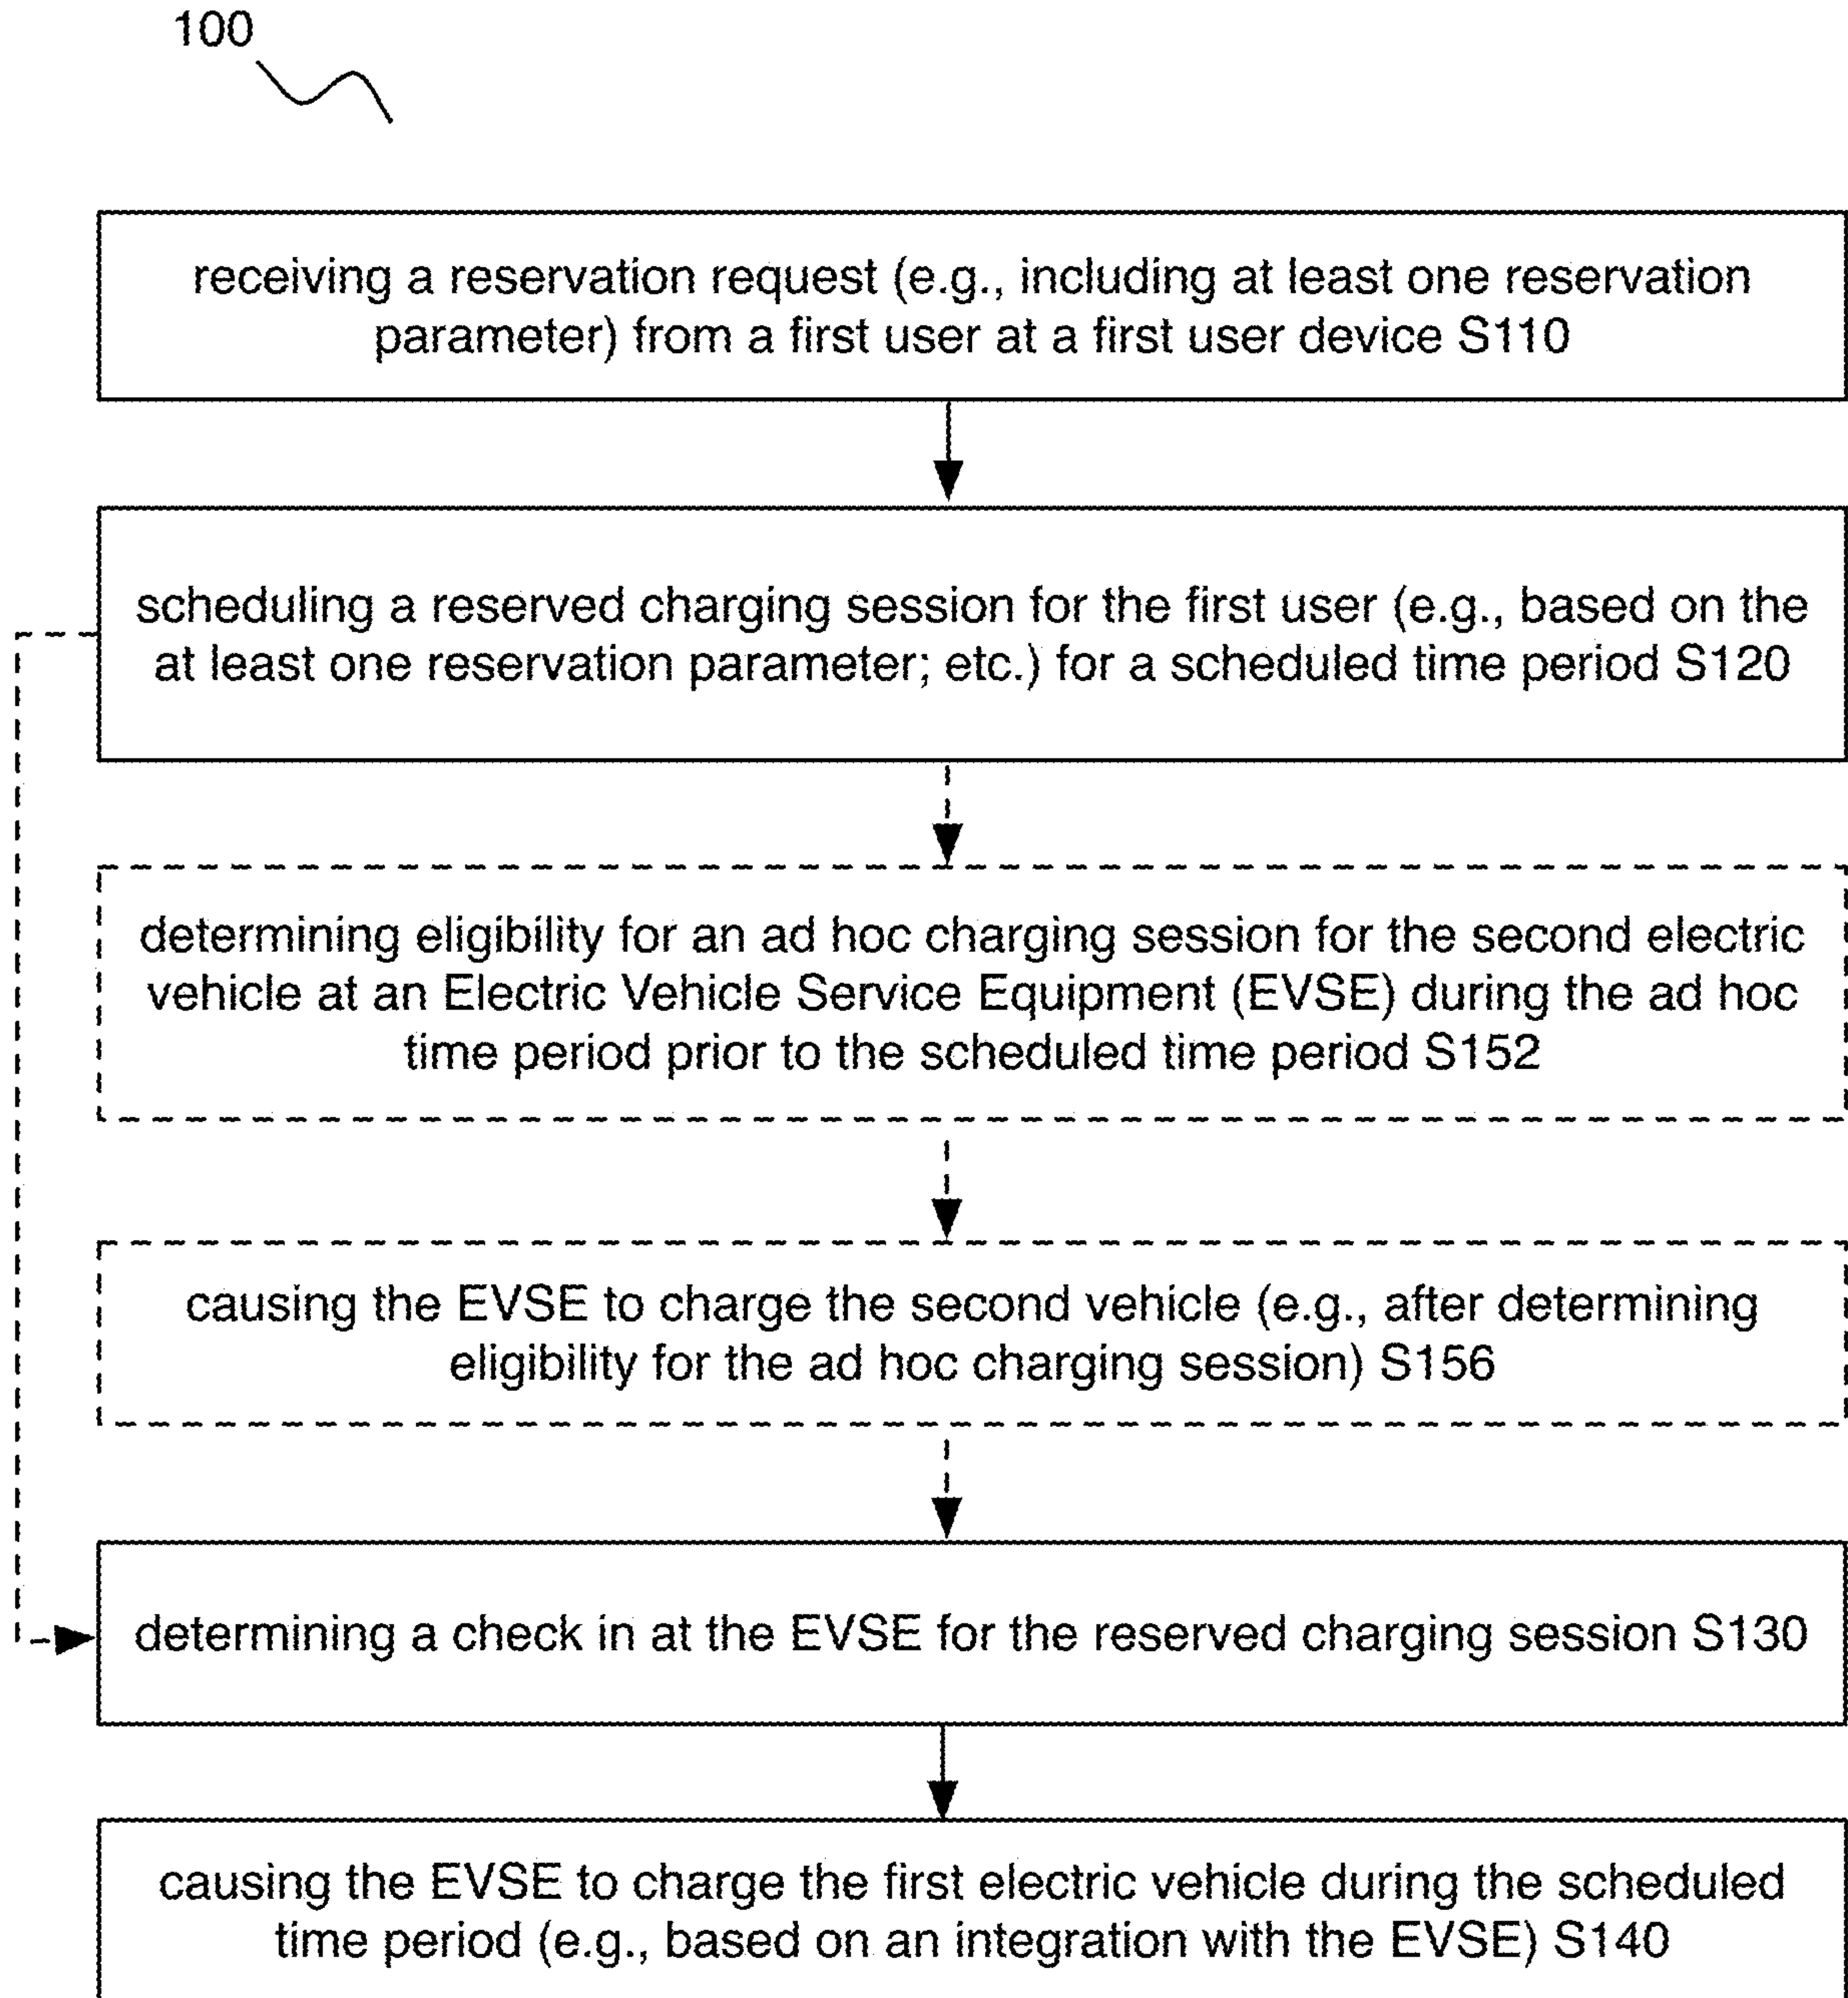 100
receiving a reservation request (e.g., including at least one reservation
parameter) from a first user at a first user device S110
scheduling a reserved charging session for the first user (e.g., based on the
at least one reservation parameter; etc.) for a scheduled time period S120
determining eligibility for an ad hoc charging session for the second electric
vehicle at an Electric Vehicle Service Equipment (EVSE) during the ad hoc
time period prior to the scheduled time period S152
causing the EVSE to charge the second vehicle (e.g., after determining
eligibility for the ad hoc charging session) S156
determining a check in at the EVSE for the reserved charging session S130
causing the EVSE to charge the first electric vehicle during the scheduled
time period (e.g., based on an integration with the EVSE) S140